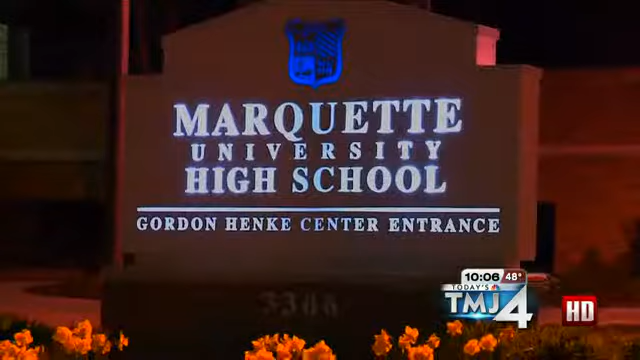 MARQUETTE
UNIVERSITY
HIGH SCHOOL
GORDON HENKE CENTER ENTRANCE
10:06 48°
TODAY'S
TMJ4
HD